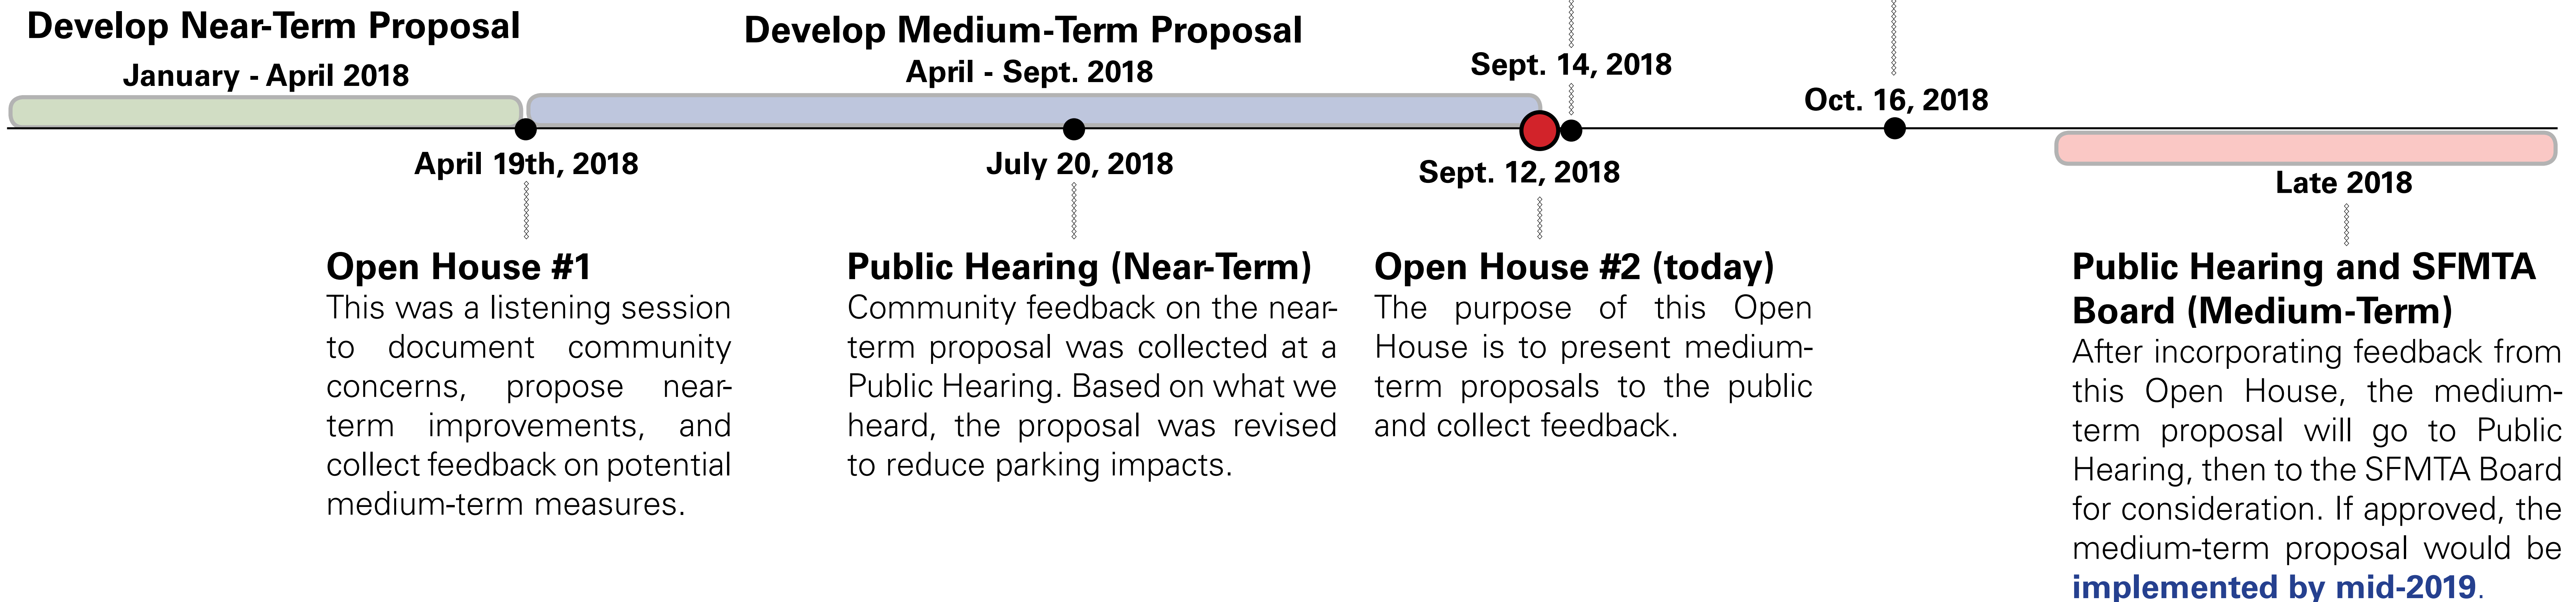 Develop Near-Term Proposal
January - April 2018
Develop Medium-Term Proposal
April - Sept. 2018
Sept. 14, 2018
Oct. 16, 2018
April 19th, 2018
July 20, 2018
Sept. 12, 2018
Late 2018
Open House #1
This was a listening session
to document community
concerns, propose near-
term improvements, and
collect feedback on potential
medium-term measures.
Public Hearing (Near-Term)
Community feedback on the near-
term proposal was collected at a
Public Hearing. Based on what we
heard, the proposal was revised
to reduce parking impacts.
Open House #2 (today)
The purpose of this Open
House is to present medium-
term proposals to the public
and collect feedback.
Public Hearing and SFMTA
Board (Medium-Term)
After incorporating feedback from
this Open House, the medium-
term proposal will go to Public
Hearing, then to the SFMTA Board
for consideration. If approved, the
medium-term proposal would be
implemented by mid-2019.